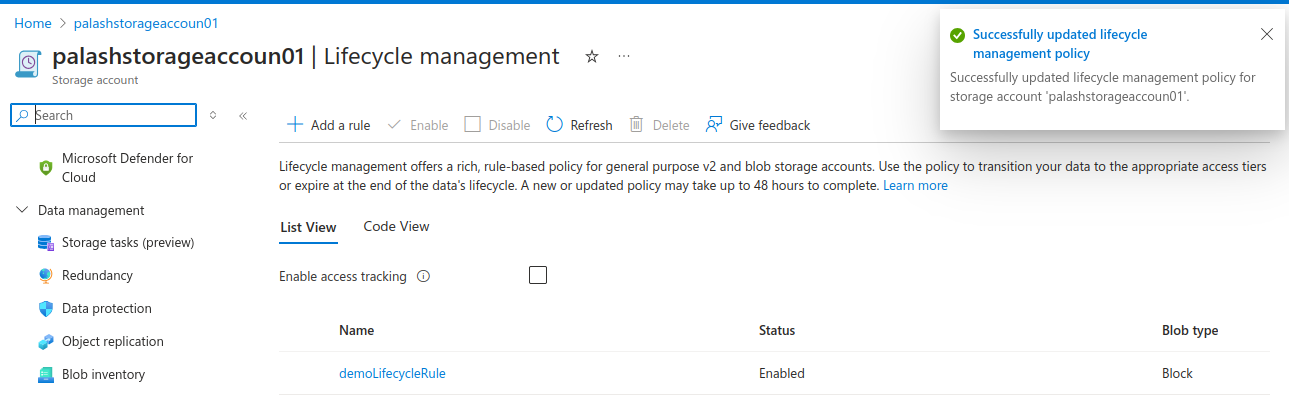 Home > palashstorageaccoun01
palashstorageaccoun01 | Lifecycle management
Storage account
Successfully updated lifecycle
management policy
Successfully updated lifecycle management policy for
storage account 'palashstorageaccoun01'.
Search
Add a rule Enable Disable Refresh Delete Give feedback
Microsoft Defender for
Cloud
Data management
Storage tasks (preview)
Redundancy
Data protection
Object replication
Blob inventory
Lifecycle management offers a rich, rule-based policy for general purpose v2 and blob storage accounts. Use the policy to transition your data to the appropriate access tiers
or expire at the end of the data's lifecycle. A new or updated policy may take up to 48 hours to complete. Learn more
List View Code View
Enable access tracking
Name Status Blob type
demoLifecycleRule Enabled Block